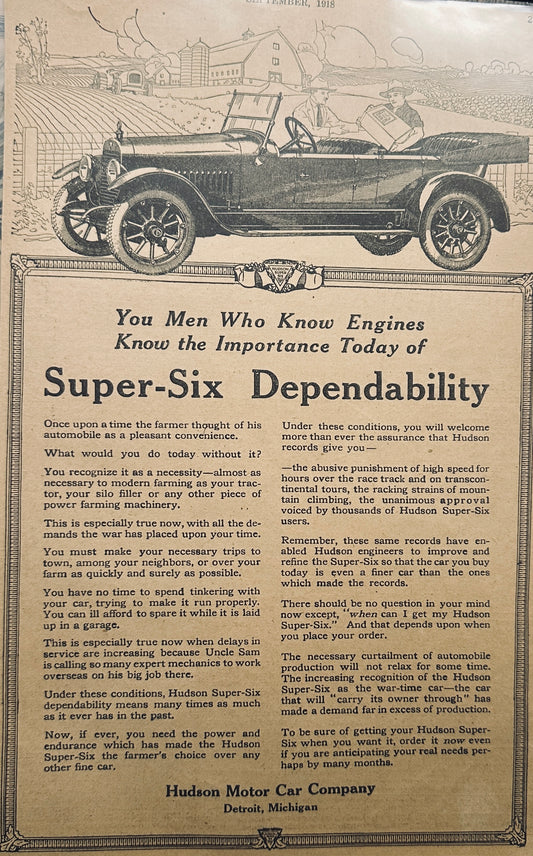 SEPTEMBER, 1918
You Men Who Know Engines
Know the Importance Today of
Super-Six Dependability
Once upon a time the farmer thought of his
automobile as a pleasant convenience.
What would you do today without it?
You recognize it as a necessity—almost as
necessary to modern farming as your trac-
tor, your silo filler or any other piece of
power farming machinery.
This is especially true now, with all the de-
mands the war has placed upon your time.
You must make your necessary trips to
town, among your neighbors, or over your
farm as quickly and surely as possible.
You have no time to spend tinkering with
your car, trying to make it run properly.
You can ill afford to spare it while it is laid
up in a garage.
This is especially true now when delays in
service are increasing because Uncle Sam
is calling so many expert mechanics to work
overseas on his big job there.
Under these conditions, Hudson Super-Six
dependability means many times as much
as it ever has in the past.
Now, if ever, you need the power and
endurance which has made the Hudson
Super-Six the farmer's choice over any
other fine car.
Under these conditions, you will welcome
more than ever the assurance that Hudson
records give you—
—the abusive punishment of high speed for
hours over the race track and on transcon-
tinental tours, the racking strains of moun-
tain climbing, the unanimous approval
voiced by thousands of Hudson Super-Six
users.
Remember, these same records have en-
abled Hudson engineers to improve and
refine the Super-Six so that the car you buy
today is even a finer car than the ones
which made the records.
There should be no question in your mind
now except, "when can I get my Hudson
Super-Six." And that depends upon when
you place your order.
The necessary curtailment of automobile
production will not relax for some time.
The increasing recognition of the Hudson
Super-Six as the war-time car—the car
that will "carry its owner through" has
made a demand far in excess of production.
To be sure of getting your Hudson Super-
Six when you want it, order it now even
if you are anticipating your real needs per-
haps by many months.
Hudson Motor Car Company
Detroit, Michigan